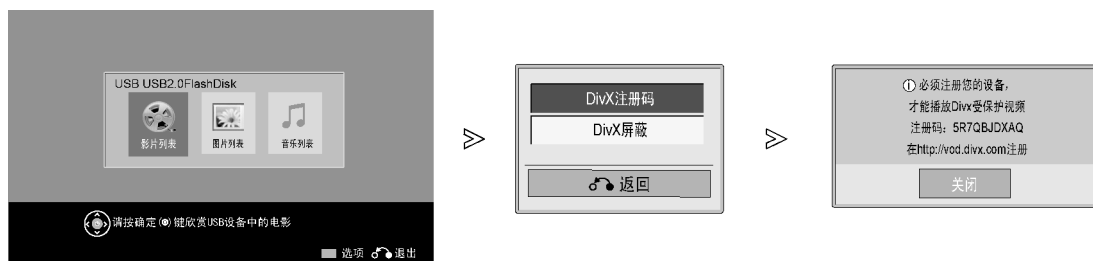 USB USB2.0FlashDisk
影片列表
图片列表
音乐列表
请按确定(◉)键欣赏USB设备中的电影
选项 退出
DivX注册码
DivX屏蔽
返回
ⓘ 必须注册您的设备，
才能播放Divx受保护视频
注册码：5R7QBJDXAQ
在http://vod.divx.com注册
关闭